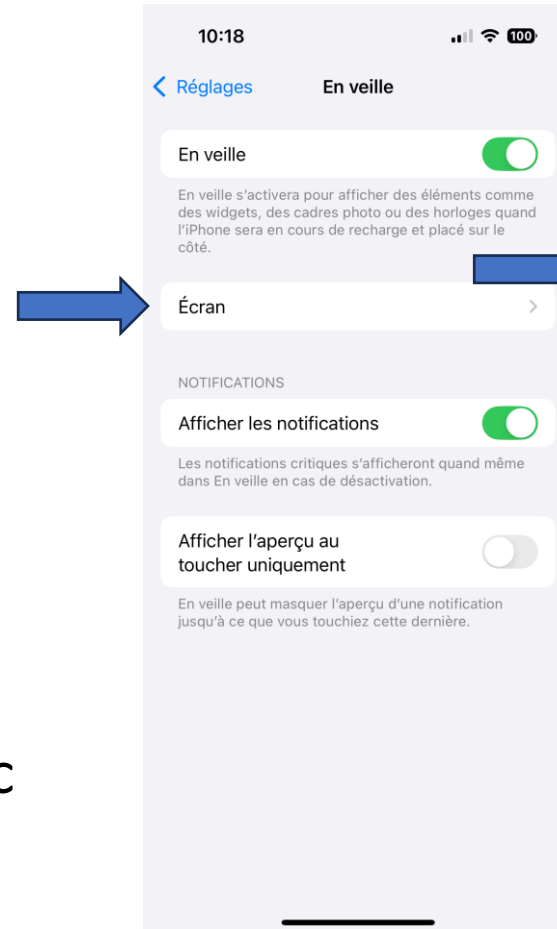 10:18
100
Réglages
En veille
En veille
En veille s'activera pour afficher des éléments comme
des widgets, des cadres photo ou des horloges quand
l'iPhone sera en cours de recharge et placé sur le
côté.
Écran
NOTIFICATIONS
Afficher les notifications
Les notifications critiques s'afficheront quand même
dans En veille en cas de désactivation.
Afficher l'aperçu au
toucher uniquement
En veille peut masquer l'aperçu d'une notification
jusqu'à ce que vous touchiez cette dernière.
c